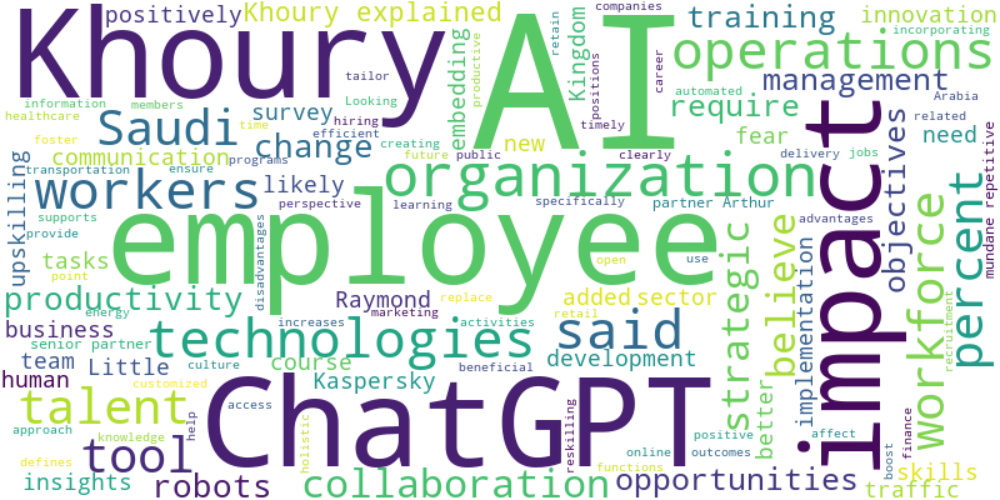 positively
Khoury explained
companies
training
innovation
incorporating
Khoury
AI
retain
productive
embedding
Kingdom
positions
career
operations
tailor
management
information
members
Looking
automated
Arabia
healthcare
hiring
require
foster
time
Saudi
survey
efficient
timely
related
change
creating
new
fear
need
communication
programs
future
public
clearly
delivery
jobs
transportation
ensure
upskilling
workers
likely
perspective
organization
impact
objectives
mundane repetitive
learning
specifically
partner Arthur
supports
employee
advantages
provide
disadvantages
strategic
believe
implementation
workforce
percent
tasks
point
open
use
productivity
energy
Raymond
replace
added
sector
marketing
retail
business
increases
activities
said
technologies
senior partner
recruitment
team
Little
culture
course
beneficial
development
human
customized
Kaspersky
ChatGPT
better
talent
access
help
holistic
reskilling
positive
affect
boost
finance
approach
knowledge
tool
online
outcomes
defines
functions
skills
insights
robots
collaboration
opportunities
traffic